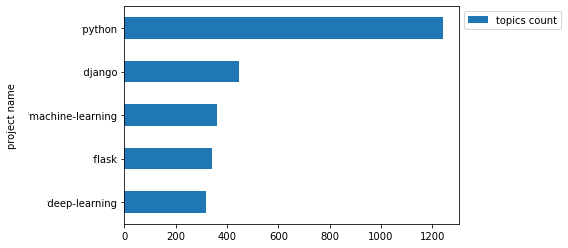 python
topics count
django
machine-learning
flask
deep-learning
project name
0 200 400 600 800 1000 1200